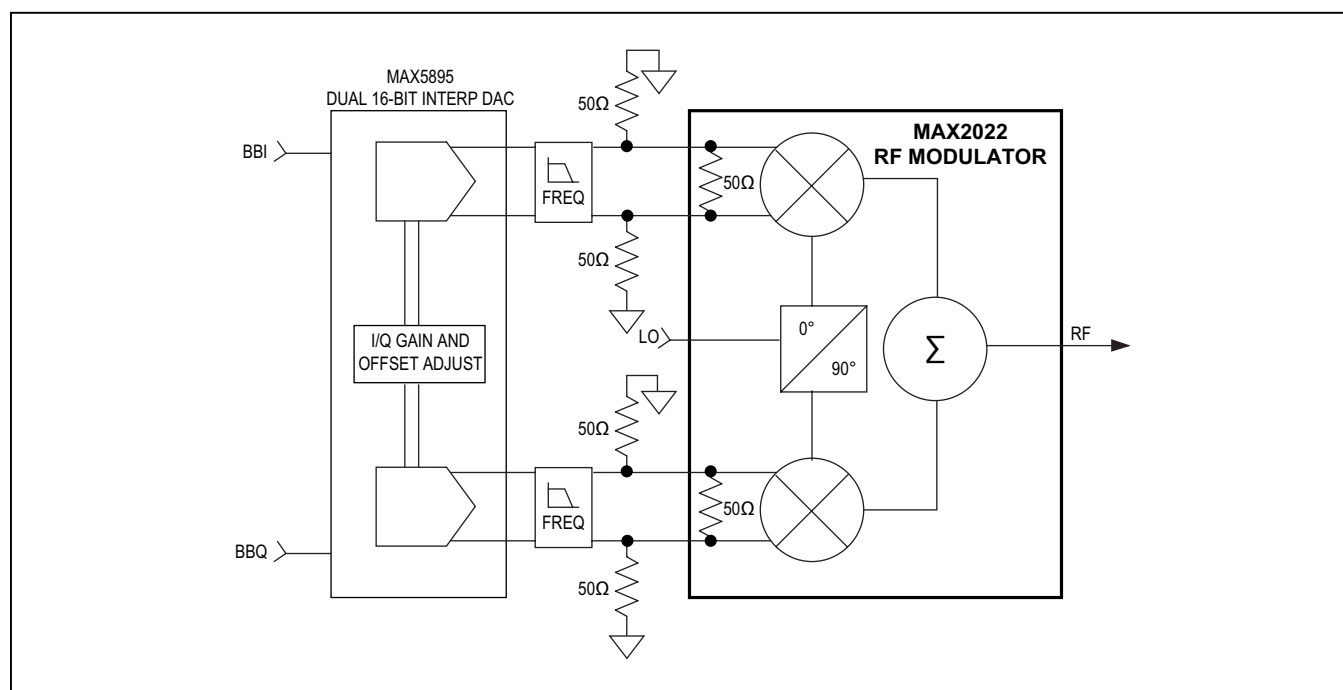 MAX5895
DUAL 16-BIT INTERP DAC
50Ω
MAX2022
RF MODULATOR
BBI
50Ω
FREQ
50Ω
I/Q GAIN AND
OFFSET ADJUST
LO
0°
90°
Σ
RF
50Ω
50Ω
FREQ
BBQ
50Ω